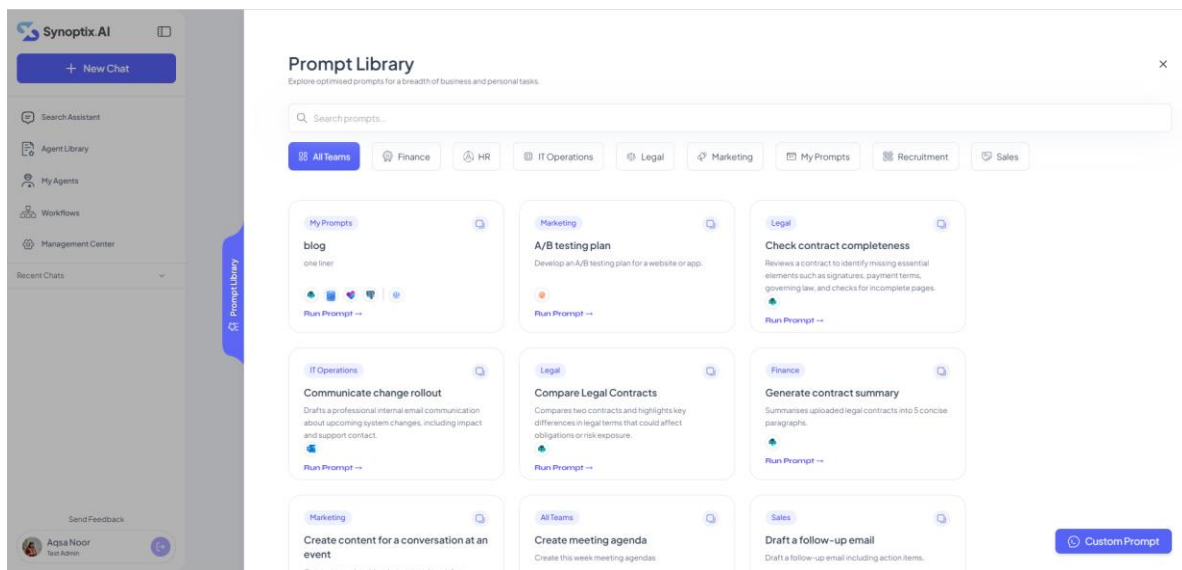 Synoptix.AI
+ New Chat
Search Assistant
Agent Library
My Agents
Workflows
Management Center
Recent Chats
Send Feedback
Aqsa Noor
Test Admin
Prompt Library
Prompt Library
Explore optimised prompts for a breadth of business and personal tasks.
Search prompts...
All Teams
Finance
HR
IT Operations
Legal
Marketing
My Prompts
Recruitment
Sales
My Prompts
blog
one liner
Run Prompt →
Marketing
A/B testing plan
Develop an A/B testing plan for a website or app.
Run Prompt →
Legal
Check contract completeness
Reviews a contract to identify missing essential
elements such as signatures, payment terms,
governing law, and checks for incomplete pages.
Run Prompt →
IT Operations
Communicate change rollout
Drafts a professional internal email communication
about upcoming system changes, including impact
and support contact.
Run Prompt →
Legal
Compare Legal Contracts
Compares two contracts and highlights key
differences in legal terms that could affect
obligations or risk exposure.
Run Prompt →
Finance
Generate contract summary
Summarises uploaded legal contracts into 5 concise
paragraphs.
Run Prompt →
Marketing
Create content for a conversation at an
event
All Teams
Create meeting agenda
Create this week meeting agendas
Sales
Draft a follow-up email
Draft a follow-up email including action items.
Custom Prompt